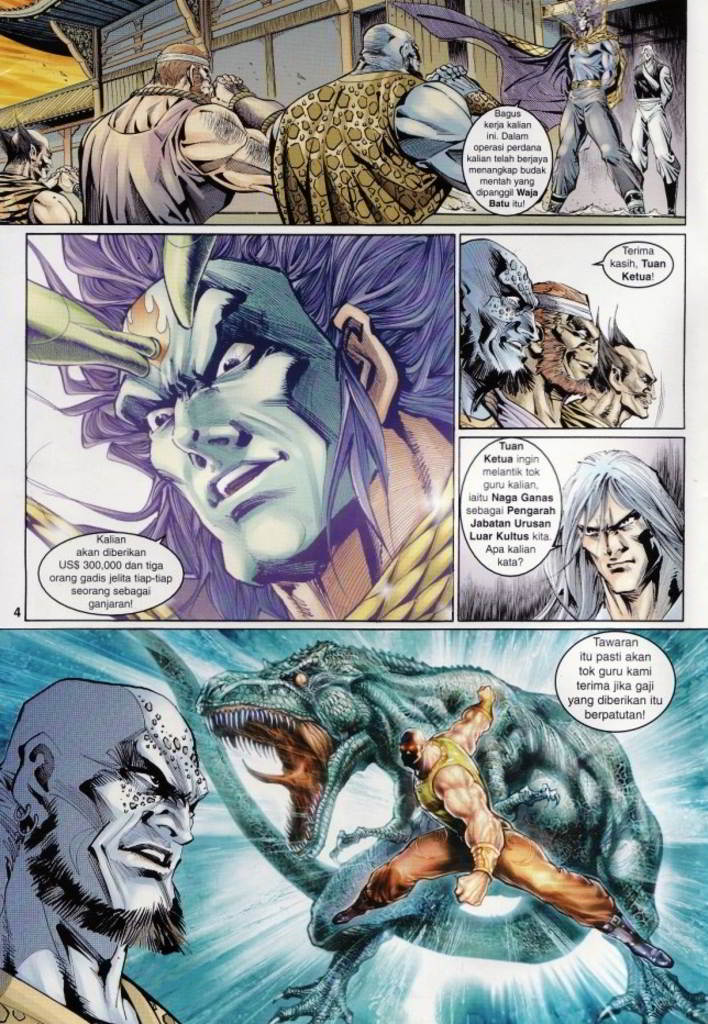 Bagus
kerja kalian
ini. Dalam
operasi perdana
kalian telah berjaya
menangkap budak
mentah yang
dipanggil Waja
Batu itu!
Kalian
akan diberikan
US$ 300,000 dan tiga
orang gadis jelita tiap-tiap
seorang sebagai
ganjaran!
Terima
kasih, Tuan
Ketua!
Tuan
Ketua ingin
melantik tok
guru kalian,
iaitu Naga Ganas
sebagai Pengarah
Jabatan Urusan
Luar Kultus kita.
Apa kalian
kata?
4
Tawaran
itu pasti akan
tok guru kami
terima jika gaji
yang diberikan itu
berpatutan!